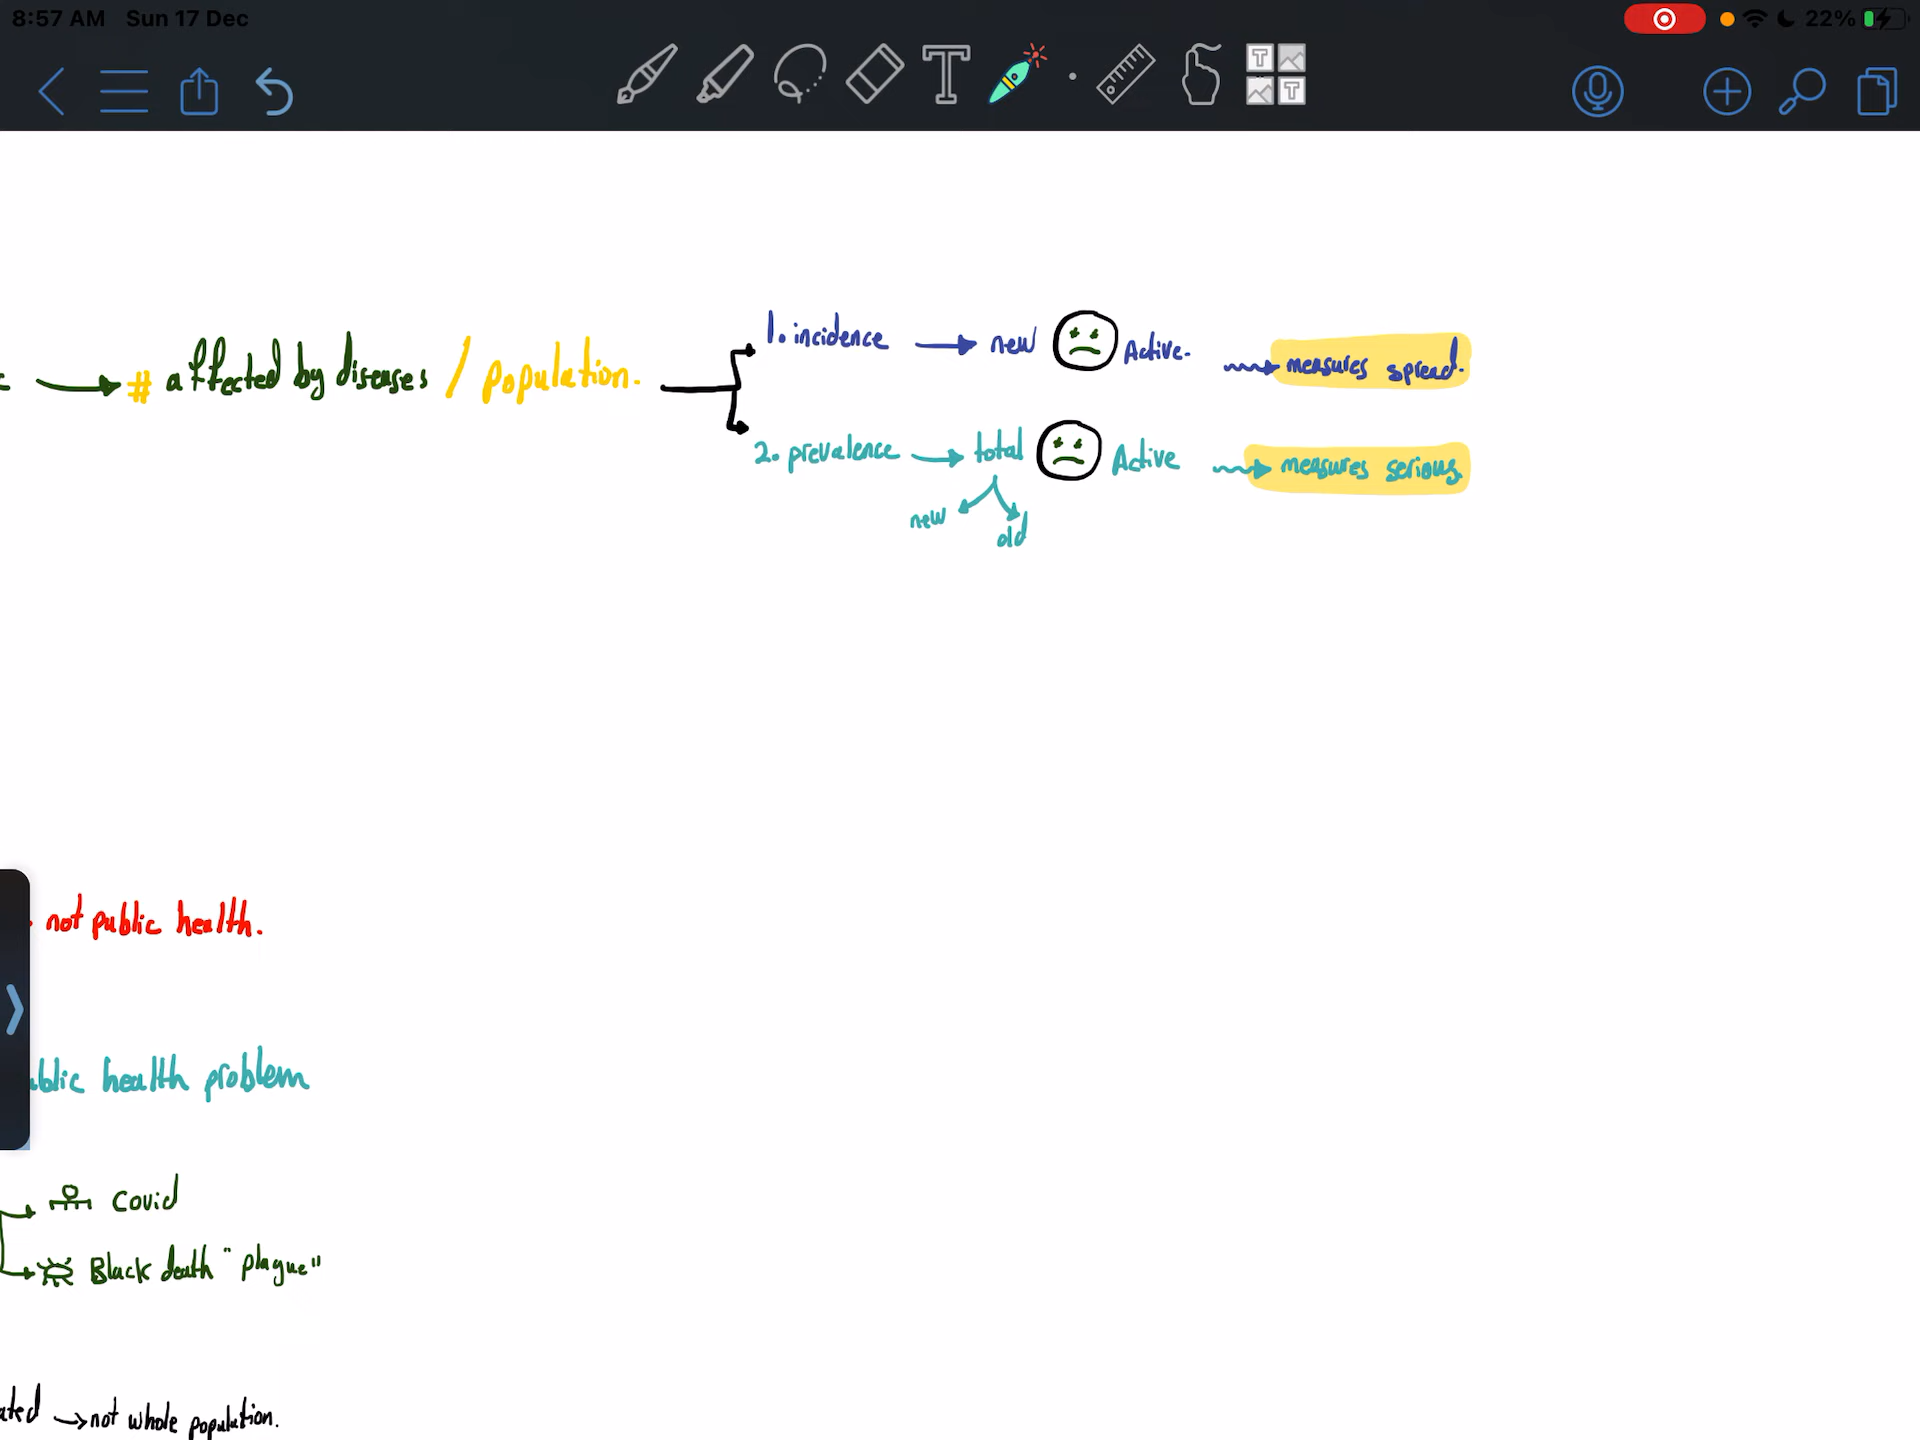 8:57 AM Sun 17 Dec
22%
# affected by diseases / population.
1. incidence → new Active. → measures spread.
2. prevalence → total Active → measures serious
new old
not public health.
health problem
Covid
Black death "plague"
→ not whole population.